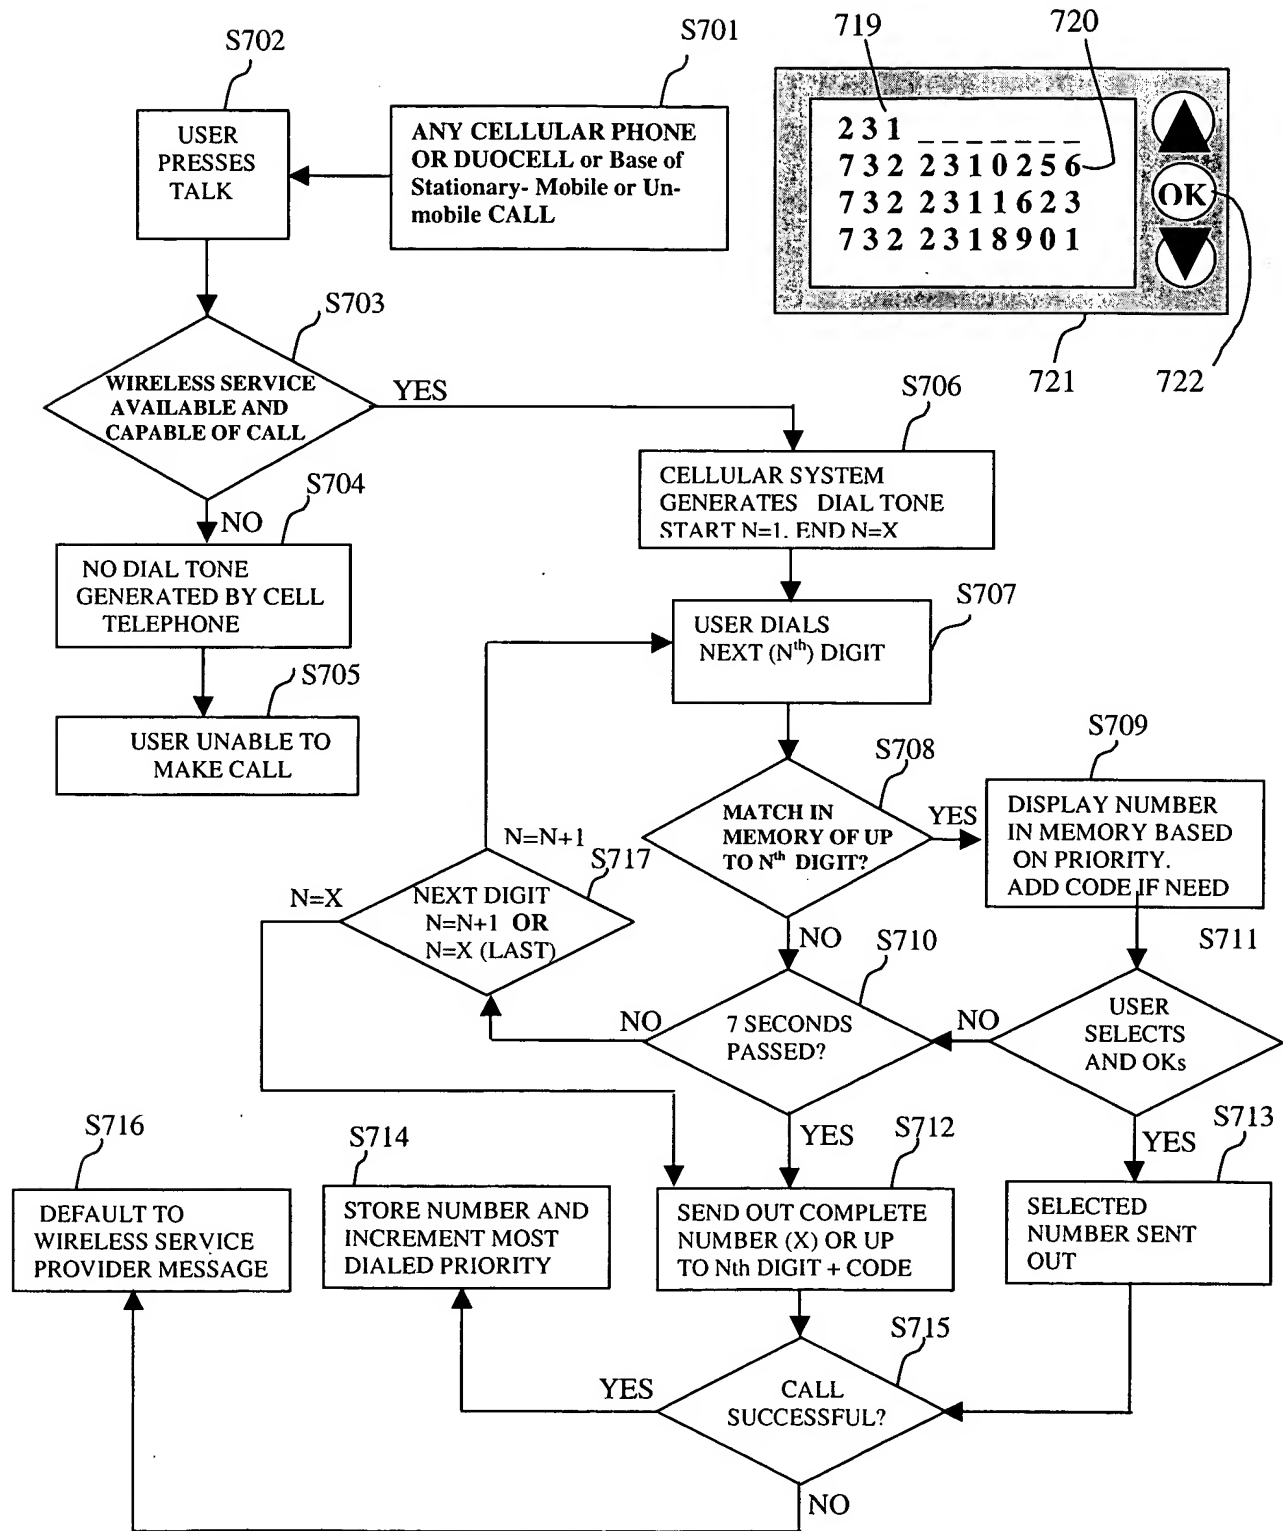 S702
S701
719
720
USER
PRESSES
TALK
ANY CELLULAR PHONE
OR DUOCELL or Base of
Stationary- Mobile or Un-
mobile CALL
2 3 1 _ _ _ _ _ _ _
7 3 2 2 3 1 0 2 5 6
7 3 2 2 3 1 1 6 2 3
7 3 2 2 3 1 8 9 0 1
OK
721
722
S703
WIRELESS SERVICE
AVAILABLE AND
CAPABLE OF CALL
YES
S706
CELLULAR SYSTEM
GENERATES DIAL TONE
START N=1, END N=X
S704
NO
NO DIAL TONE
GENERATED BY CELL
TELEPHONE
S707
USER DIALS
NEXT (Nth) DIGIT
S705
USER UNABLE TO
MAKE CALL
S708
MATCH IN
MEMORY OF UP
TO Nth DIGIT?
YES
S709
DISPLAY NUMBER
IN MEMORY BASED
ON PRIORITY.
ADD CODE IF NEED
N=N+1
S717
N=X
NEXT DIGIT
N=N+1 OR
N=X (LAST)
NO
S710
S711
NO
7 SECONDS
PASSED?
NO
USER
SELECTS
AND OKs
S716
S714
YES
S712
YES
S713
DEFAULT TO
WIRELESS SERVICE
PROVIDER MESSAGE
STORE NUMBER AND
INCREMENT MOST
DIALED PRIORITY
SEND OUT COMPLETE
NUMBER (X) OR UP
TO Nth DIGIT + CODE
SELECTED
NUMBER SENT
OUT
S715
YES
CALL
SUCCESSFUL?
NO